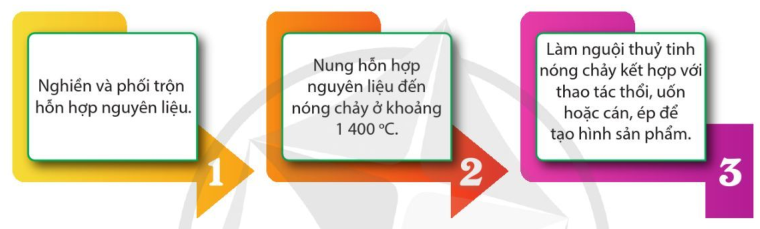 Nghiền và phối trộn
hỗn hợp nguyên liệu.
1
Nung hỗn hợp
nguyên liệu đến
nóng chảy ở khoảng
1 400 °C.
2
Làm nguội thuỷ tinh
nóng chảy kết hợp với
thao tác thổi, uốn
hoặc cán, ép để
tạo hình sản phẩm.
3